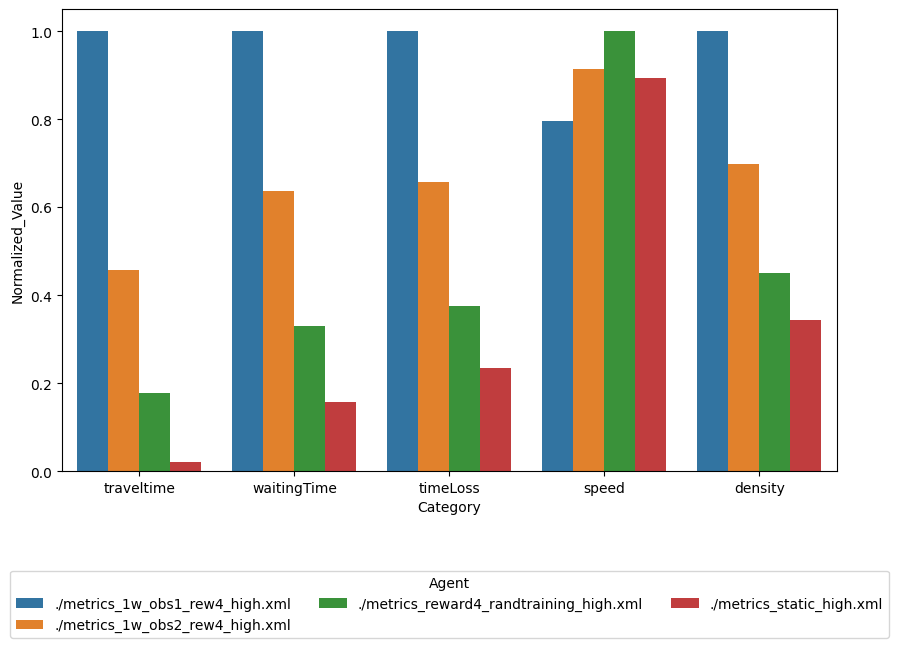 1.0
0.8
0.6
0.4
0.2
0.0
Normalized_Value
traveltime
waitingTime
timeLoss
speed
density
Category
Agent
./metrics_1w_obs1_rew4_high.xml
./metrics_1w_obs2_rew4_high.xml
./metrics_reward4_randtraining_high.xml
./metrics_static_high.xml